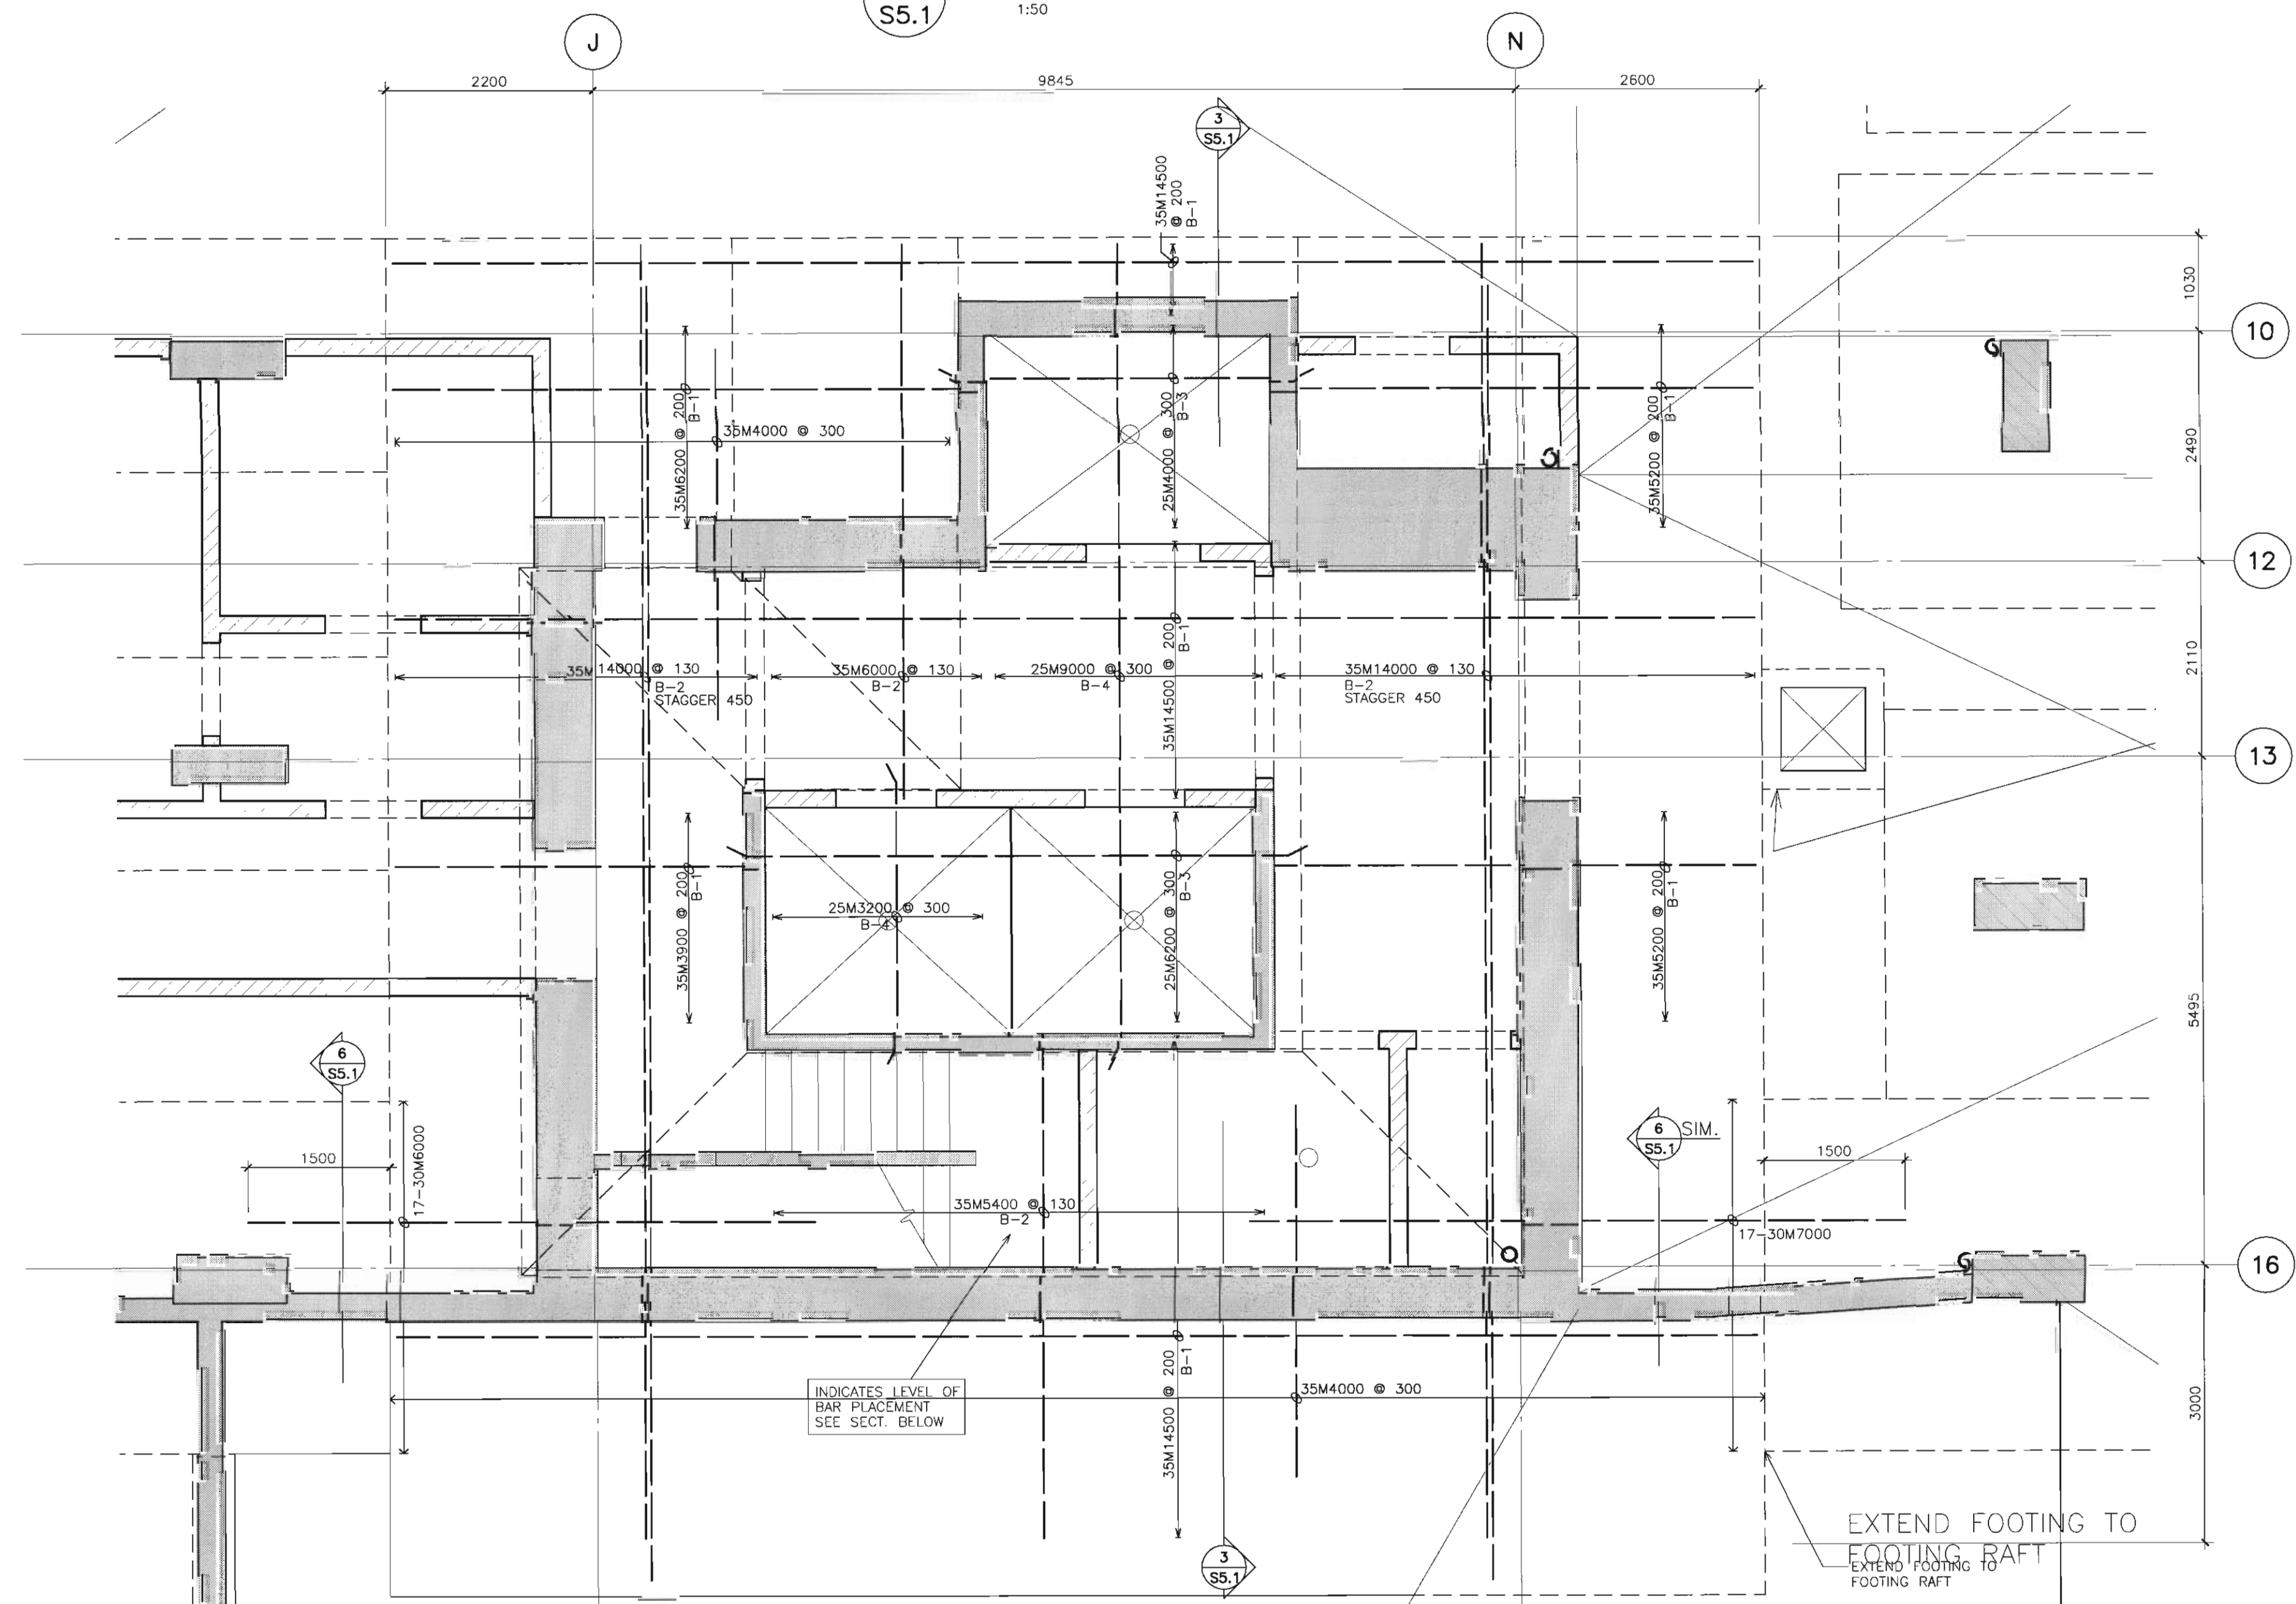 S5.1
1:50
J
N
2200
9845
2600
3
S5.1
35M14500
@ 200
B-1
1030
10
35M6200 @ 200
B-1
35M4000 @ 300
25M4000 @ 300
B-3
35M5200 @ 200
B-1
2490
12
35M14000 @ 130
B-2
STAGGER 450
35M6000 @ 130
B-2
25M9000 @ 300
B-4
35M14500 @ 200
B-1
35M14000 @ 130
B-2
STAGGER 450
2110
13
35M3900 @ 200
B-1
25M3200 @ 300
B-4
25M6200 @ 300
B-3
35M5200 @ 200
B-1
5495
6
S5.1
1500
17-30M6000
6
S5.1
SIM.
1500
35M5400 @ 130
B-2
17-30M7000
16
INDICATES LEVEL OF
BAR PLACEMENT
SEE SECT. BELOW
35M14500 @ 200
B-1
35M4000 @ 300
3000
3
S5.1
EXTEND FOOTING TO
FOOTING RAFT
EXTEND FOOTING TO
FOOTING RAFT